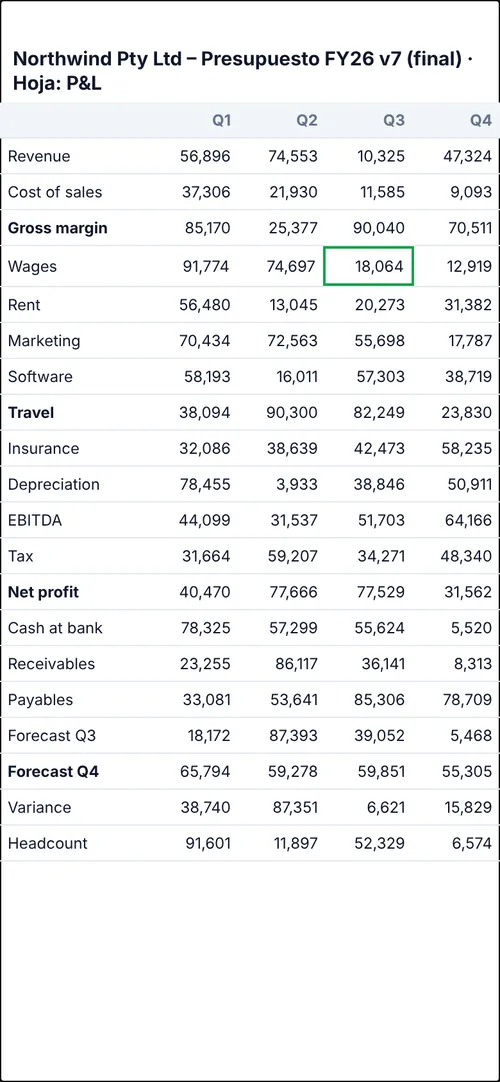 Northwind Pty Ltd – Presupuesto FY26 v7 (final) ·
Hoja: P&L
Q1 Q2 Q3 Q4
Revenue 56,896 74,553 10,325 47,324
Cost of sales 37,306 21,930 11,585 9,093
Gross margin 85,170 25,377 90,040 70,511
Wages 91,774 74,697 18,064 12,919
Rent 56,480 13,045 20,273 31,382
Marketing 70,434 72,563 55,698 17,787
Software 58,193 16,011 57,303 38,719
Travel 38,094 90,300 82,249 23,830
Insurance 32,086 38,639 42,473 58,235
Depreciation 78,455 3,933 38,846 50,911
EBITDA 44,099 31,537 51,703 64,166
Tax 31,664 59,207 34,271 48,340
Net profit 40,470 77,666 77,529 31,562
Cash at bank 78,325 57,299 55,624 5,520
Receivables 23,255 86,117 36,141 8,313
Payables 33,081 53,641 85,306 78,709
Forecast Q3 18,172 87,393 39,052 5,468
Forecast Q4 65,794 59,278 59,851 55,305
Variance 38,740 87,351 6,621 15,829
Headcount 91,601 11,897 52,329 6,574